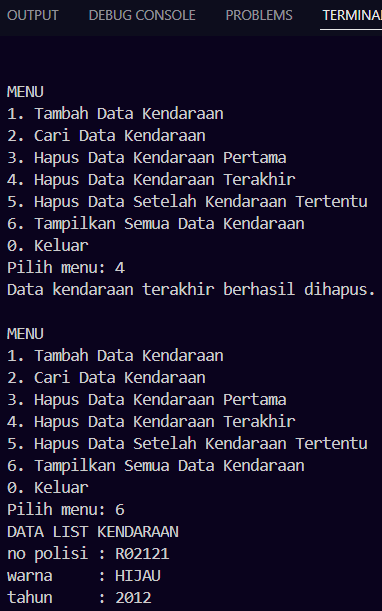 OUTPUT DEBUG CONSOLE PROBLEMS TERMINAL
MENU
1. Tambah Data Kendaraan
2. Cari Data Kendaraan
3. Hapus Data Kendaraan Pertama
4. Hapus Data Kendaraan Terakhir
5. Hapus Data Setelah Kendaraan Tertentu
6. Tampilkan Semua Data Kendaraan
0. Keluar
Pilih menu: 4
Data kendaraan terakhir berhasil dihapus.
MENU
1. Tambah Data Kendaraan
2. Cari Data Kendaraan
3. Hapus Data Kendaraan Pertama
4. Hapus Data Kendaraan Terakhir
5. Hapus Data Setelah Kendaraan Tertentu
6. Tampilkan Semua Data Kendaraan
0. Keluar
Pilih menu: 6
DATA LIST KENDARAAN
no polisi : R02121
warna     : HIJAU
tahun     : 2012